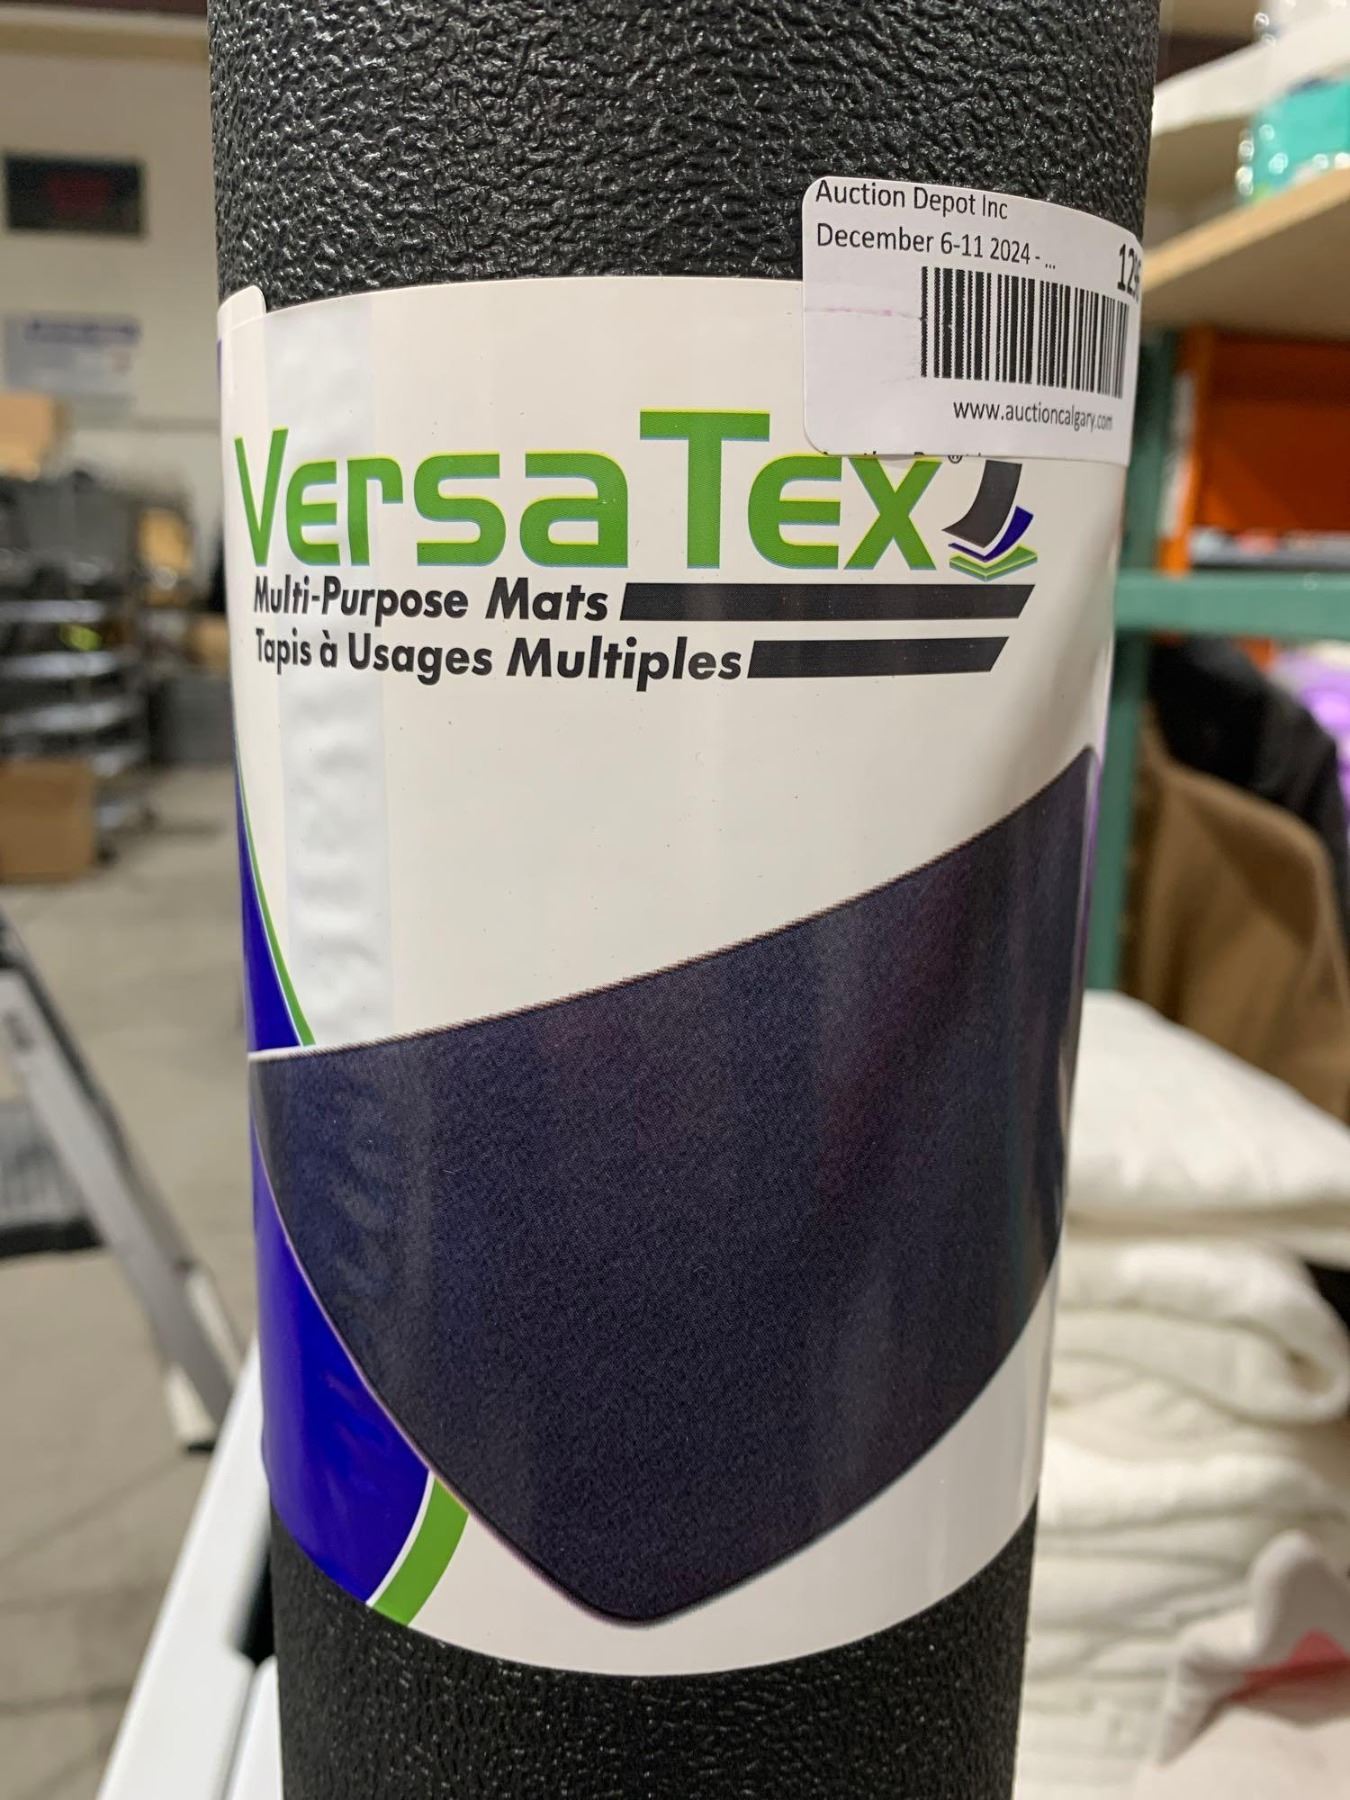 Auction Depot Inc
December 6-11 2024 - ...
www.auctioncalgary.com
VersaTex®
Multi-Purpose Mats
Tapis à Usages Multiples